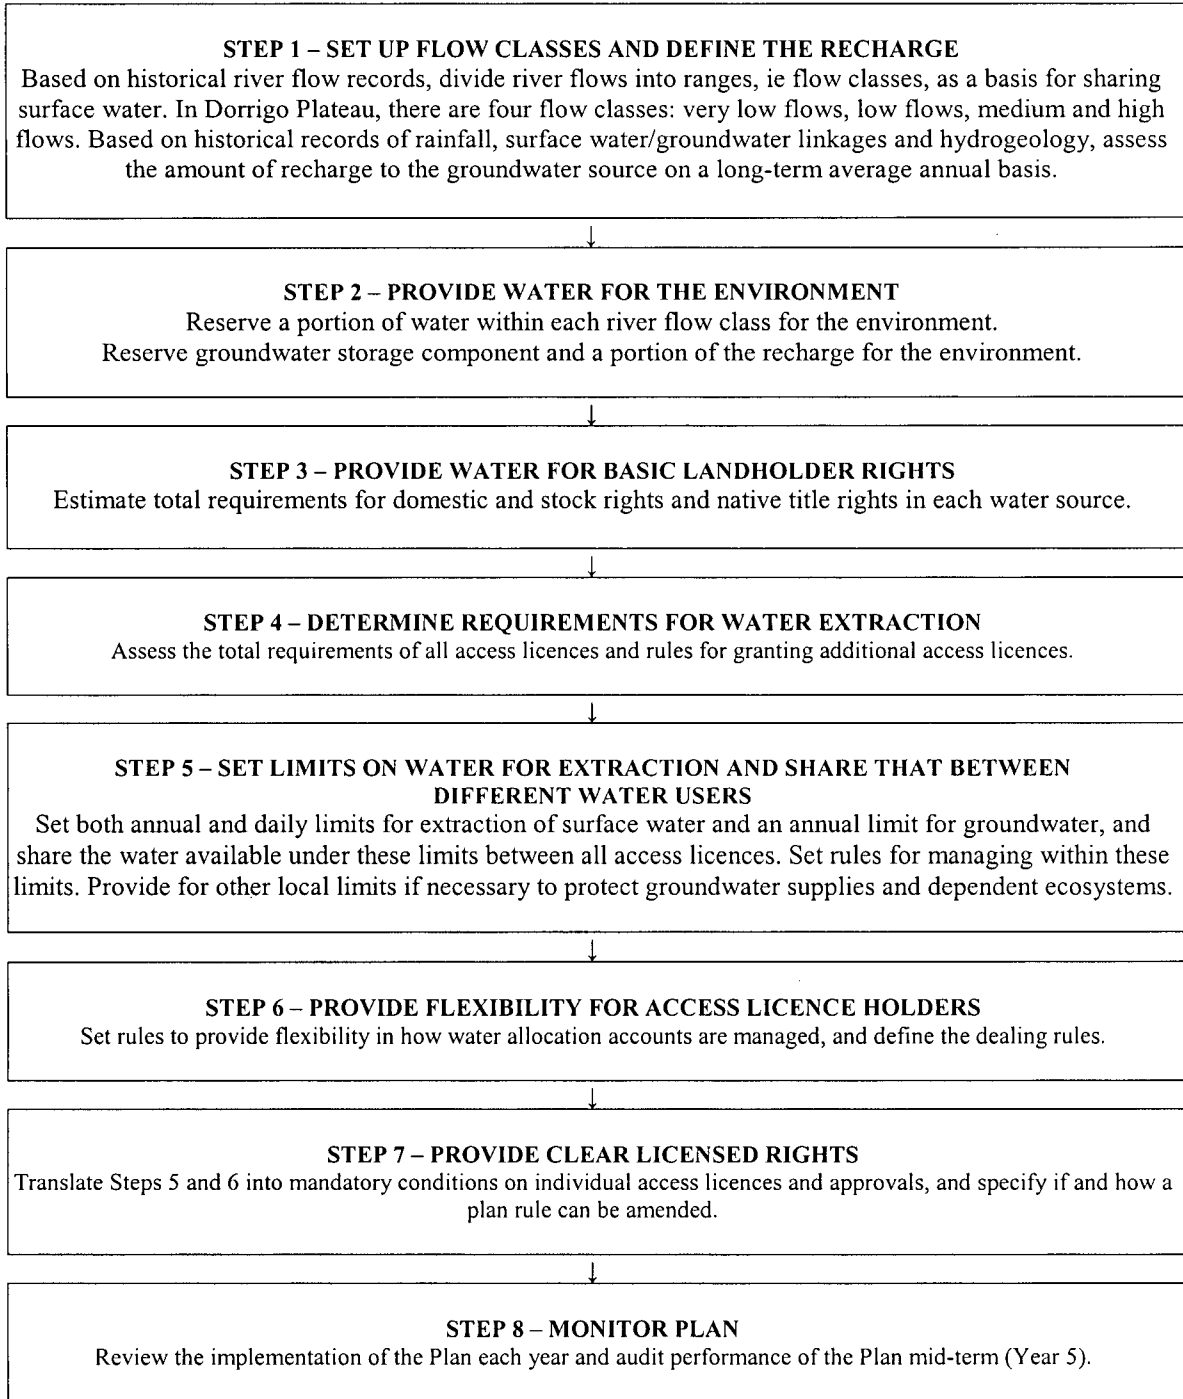 STEP 1 – SET UP FLOW CLASSES AND DEFINE THE RECHARGE
Based on historical river flow records, divide river flows into ranges, ie flow classes, as a basis for sharing
surface water. In Dorrigo Plateau, there are four flow classes: very low flows, low flows, medium and high
flows. Based on historical records of rainfall, surface water/groundwater linkages and hydrogeology, assess
the amount of recharge to the groundwater source on a long-term average annual basis.
↓
STEP 2 – PROVIDE WATER FOR THE ENVIRONMENT
Reserve a portion of water within each river flow class for the environment.
Reserve groundwater storage component and a portion of the recharge for the environment.
↓
STEP 3 – PROVIDE WATER FOR BASIC LANDHOLDER RIGHTS
Estimate total requirements for domestic and stock rights and native title rights in each water source.
↓
STEP 4 – DETERMINE REQUIREMENTS FOR WATER EXTRACTION
Assess the total requirements of all access licences and rules for granting additional access licences.
↓
STEP 5 – SET LIMITS ON WATER FOR EXTRACTION AND SHARE THAT BETWEEN
DIFFERENT WATER USERS
Set both annual and daily limits for extraction of surface water and an annual limit for groundwater, and
share the water available under these limits between all access licences. Set rules for managing within these
limits. Provide for other local limits if necessary to protect groundwater supplies and dependent ecosystems.
↓
STEP 6 – PROVIDE FLEXIBILITY FOR ACCESS LICENCE HOLDERS
Set rules to provide flexibility in how water allocation accounts are managed, and define the dealing rules.
↓
STEP 7 – PROVIDE CLEAR LICENSED RIGHTS
Translate Steps 5 and 6 into mandatory conditions on individual access licences and approvals, and specify if and how a
plan rule can be amended.
↓
STEP 8 – MONITOR PLAN
Review the implementation of the Plan each year and audit performance of the Plan mid-term (Year 5).